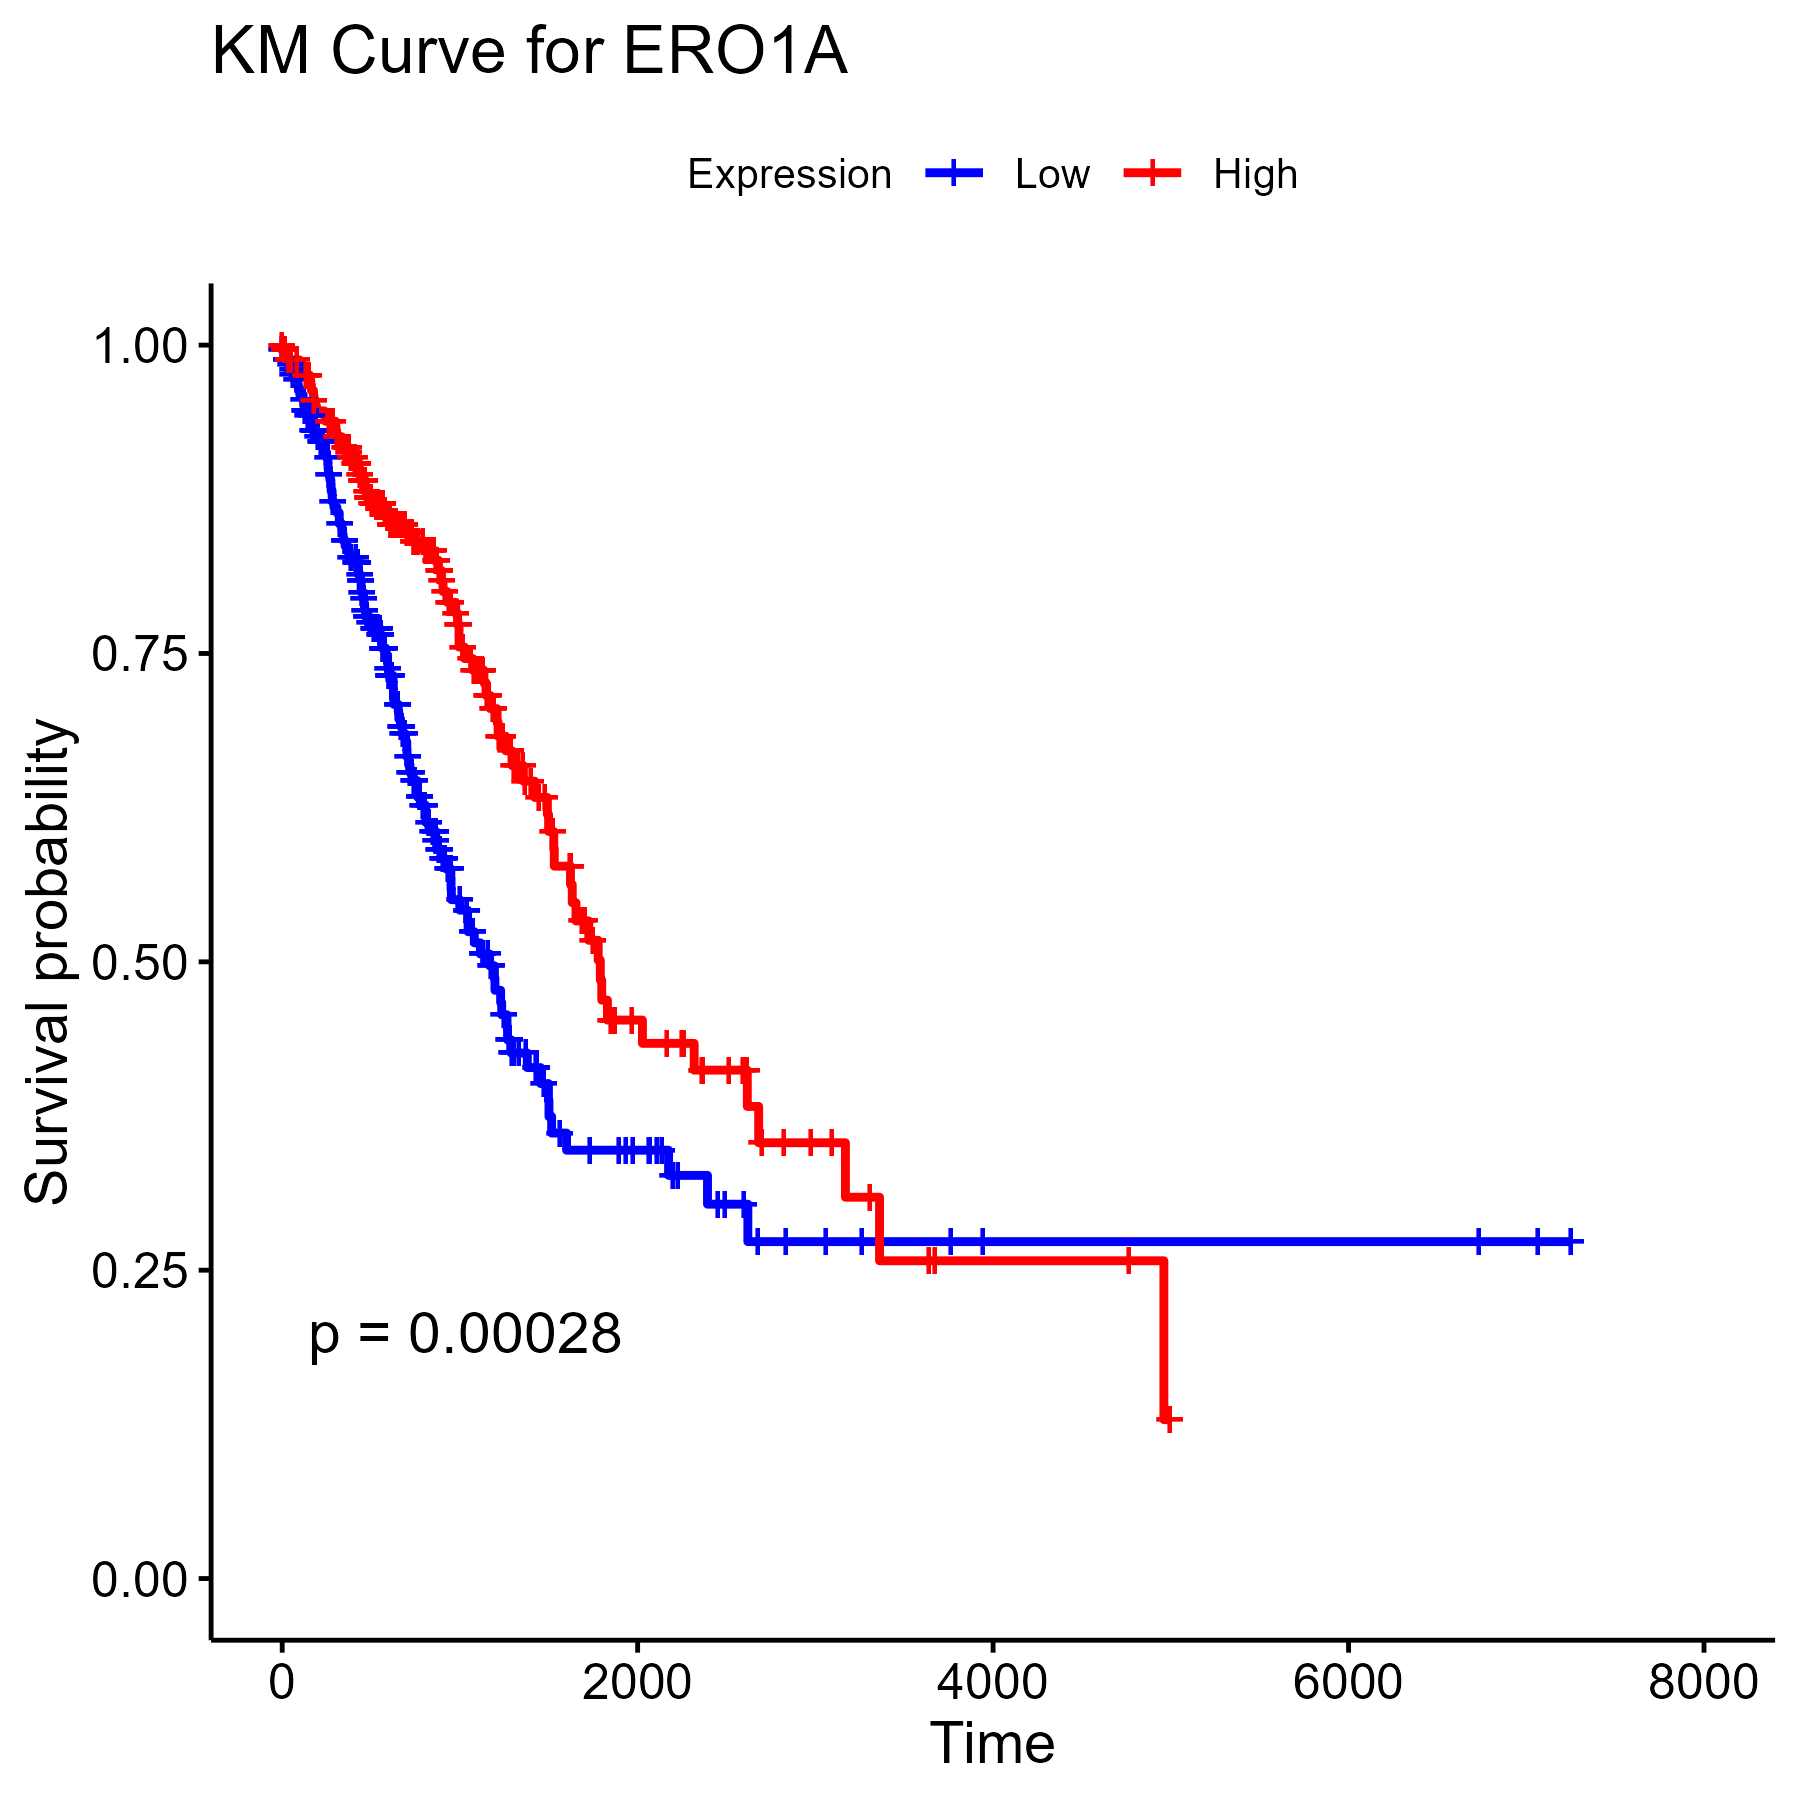 KM Curve for ERO1A
Expression Low High
Survival probability
1.00
0.75
0.50
0.25
0.00
p = 0.00028
0 2000 4000 6000 8000
Time